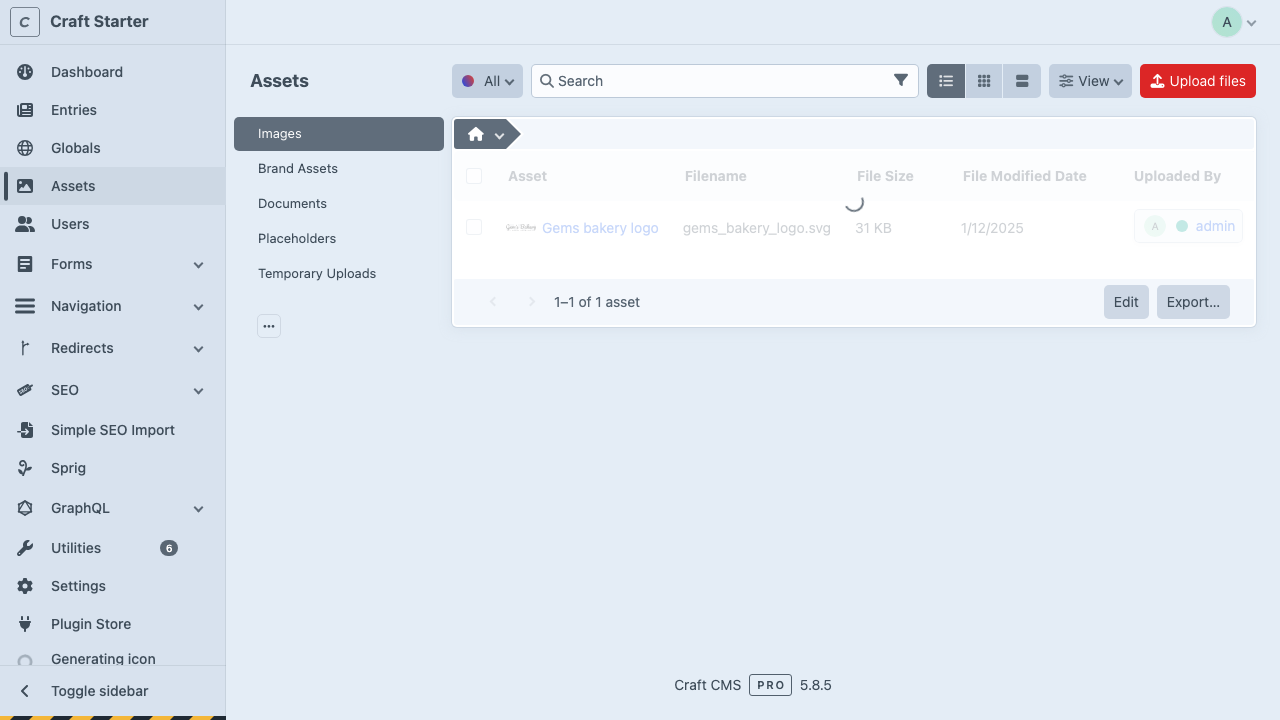 C Craft Starter
A
Dashboard
Entries
Globals
Assets
Users
Forms
Navigation
Redirects
SEO
Simple SEO Import
Sprig
GraphQL
Utilities 6
Settings
Plugin Store
Generating icon
Toggle sidebar
Assets
All
Search
View
Upload files
Images
Brand Assets
Documents
Placeholders
Temporary Uploads
Asset Filename File Size File Modified Date Uploaded By
Gems bakery logo gems_bakery_logo.svg 31 KB 1/12/2025 A admin
1–1 of 1 asset
Edit
Export…
Craft CMS PRO 5.8.5